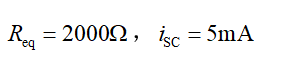 R_eq = 2000Ω， i_SC = 5mA